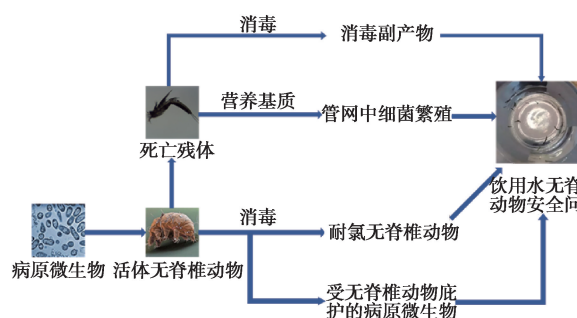 消毒
消毒副产物
营养基质
管网中细菌繁殖
死亡残体
饮用水无脊
动物安全问
消毒
耐氯无脊椎动物
病原微生物
活体无脊椎动物
受无脊椎动物庇
护的病原微生物